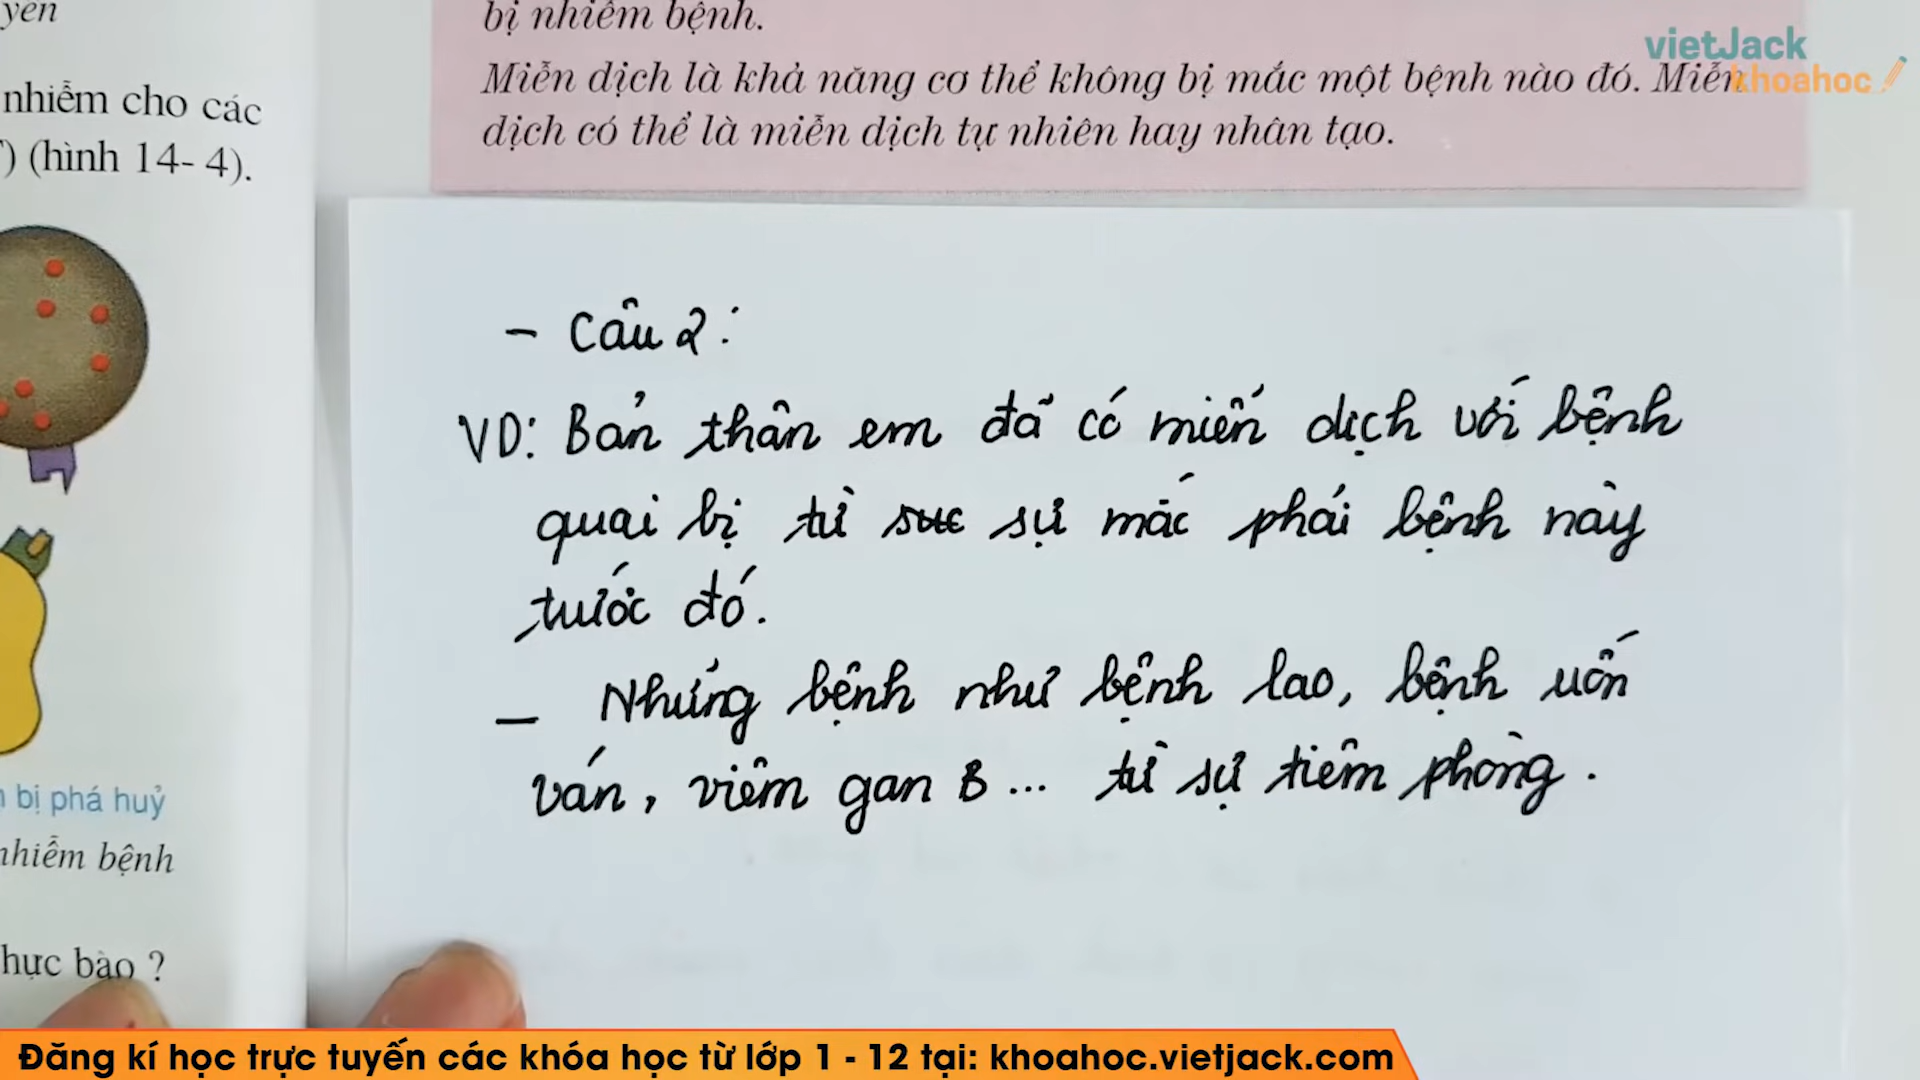 yên
nhiễm cho các
) (hình 14- 4).
bị phá huỷ
nhiễm bệnh
hực bào ?
bị nhiễm bệnh.
Miễn dịch là khả năng cơ thể không bị mắc một bệnh nào đó. Miễn
dịch có thể là miễn dịch tự nhiên hay nhân tạo.
vietJack
khoahoc
- Câu 2:
VD: Bản thân em đã có miễn dịch với bệnh
quai bị từ sự mắc phải bệnh này
trước đó.
- Những bệnh như bệnh lao, bệnh uốn
ván, viêm gan B ... từ sự tiêm phòng.
Đăng kí học trực tuyến các khóa học từ lớp 1 - 12 tại: khoahoc.vietjack.com